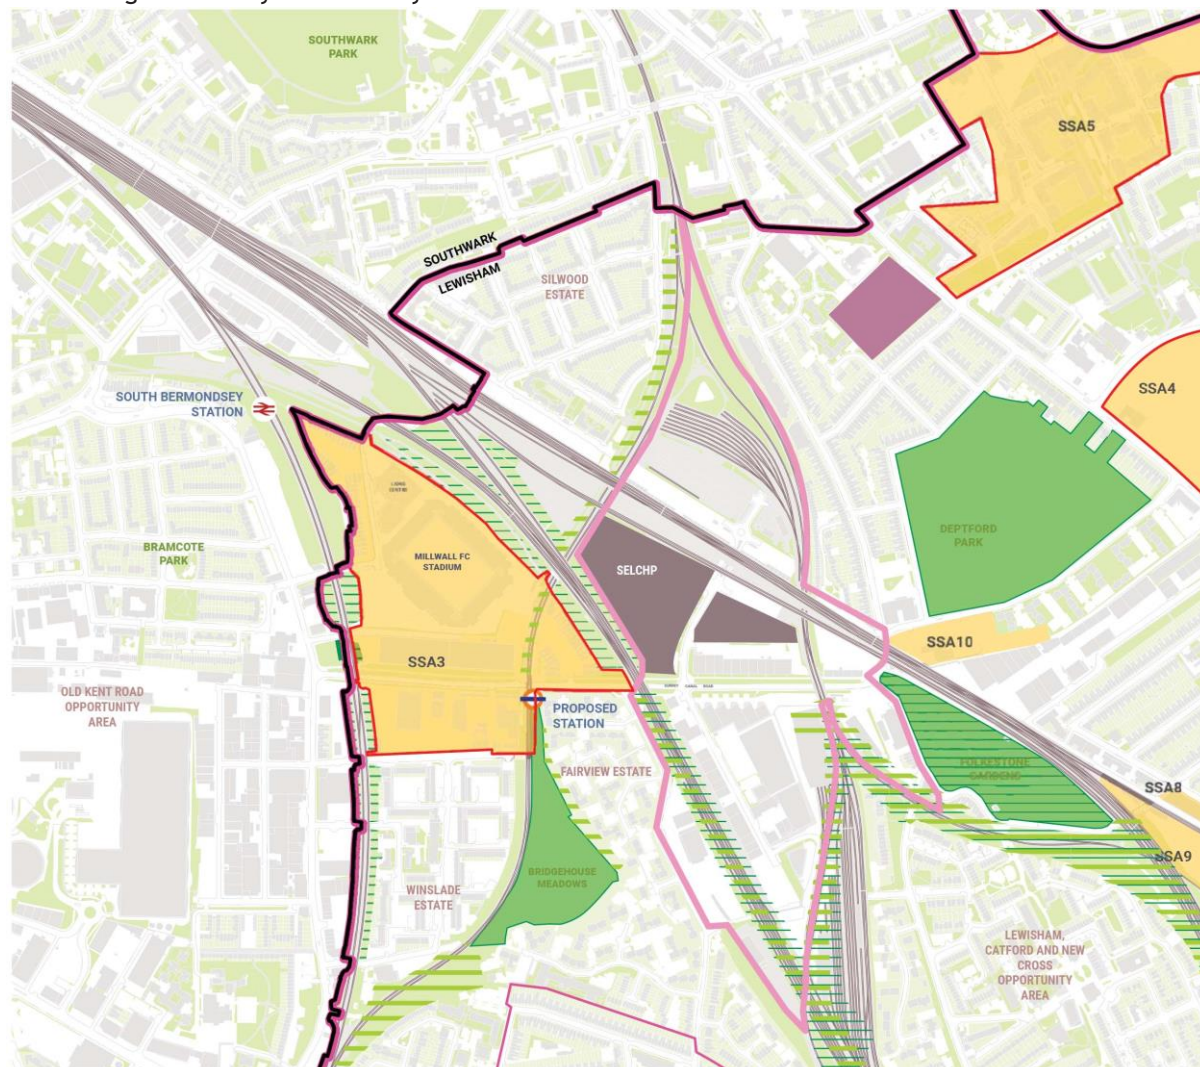 SOUTHWARK
PARK
SSA5
SOUTHWARK
LEWISHAM
SILWOOD
ESTATE
SOUTH BERMONDSEY
STATION
SSA4
MILLWALL FC
STADIUM
DEPTFORD
PARK
BRAMCOTE
PARK
SELCHP
SSA10
SSA3
OLD KENT ROAD
OPPORTUNITY
AREA
PROPOSED
STATION
FAIRVIEW ESTATE
FOLKESTONE
GARDENS
SSA8
SSA9
BRIDGEHOUSE
MEADOWS
WINSLADE
ESTATE
LEWISHAM,
CATFORD AND NEW
CROSS
OPPORTUNITY
AREA